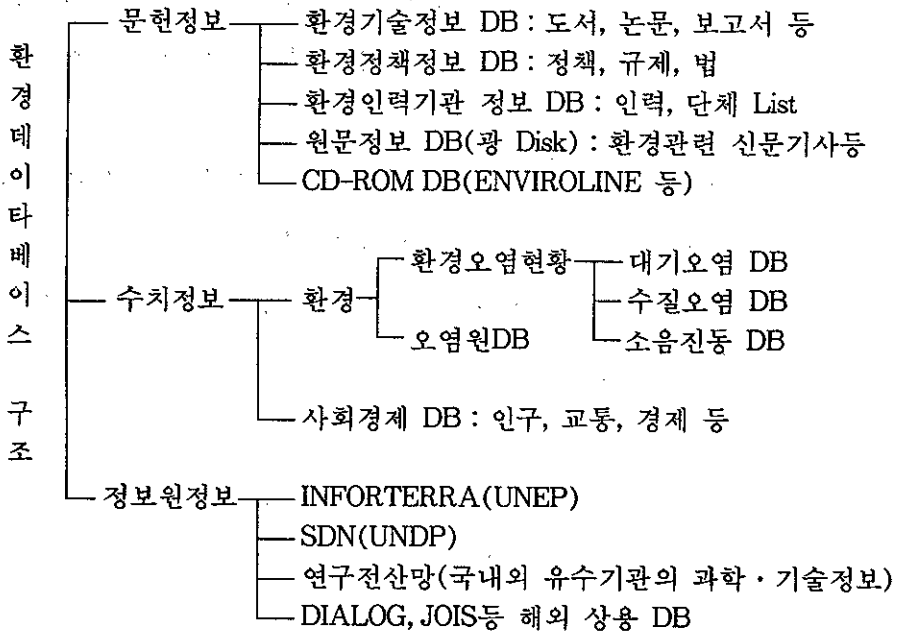 환경데이타베이스 구조
문헌정보
환경기술정보 DB : 도서, 논문, 보고서 등
환경정책정보 DB : 정책, 규제, 법
환경인력기관 정보 DB : 인력, 단체 List
원문정보 DB(광 Disk) : 환경관련 신문기사등
CD-ROM DB(ENVIROLINE 등)
수치정보
환경
환경오염현황
대기오염 DB
수질오염 DB
소음진동 DB
오염원DB
사회경제 DB : 인구, 교통, 경제 등
정보원정보
INFORTERRA(UNEP)
SDN(UNDP)
연구전산망(국내외 유수기관의 과학·기술정보)
DIALOG, JOIS등 해외 상용 DB